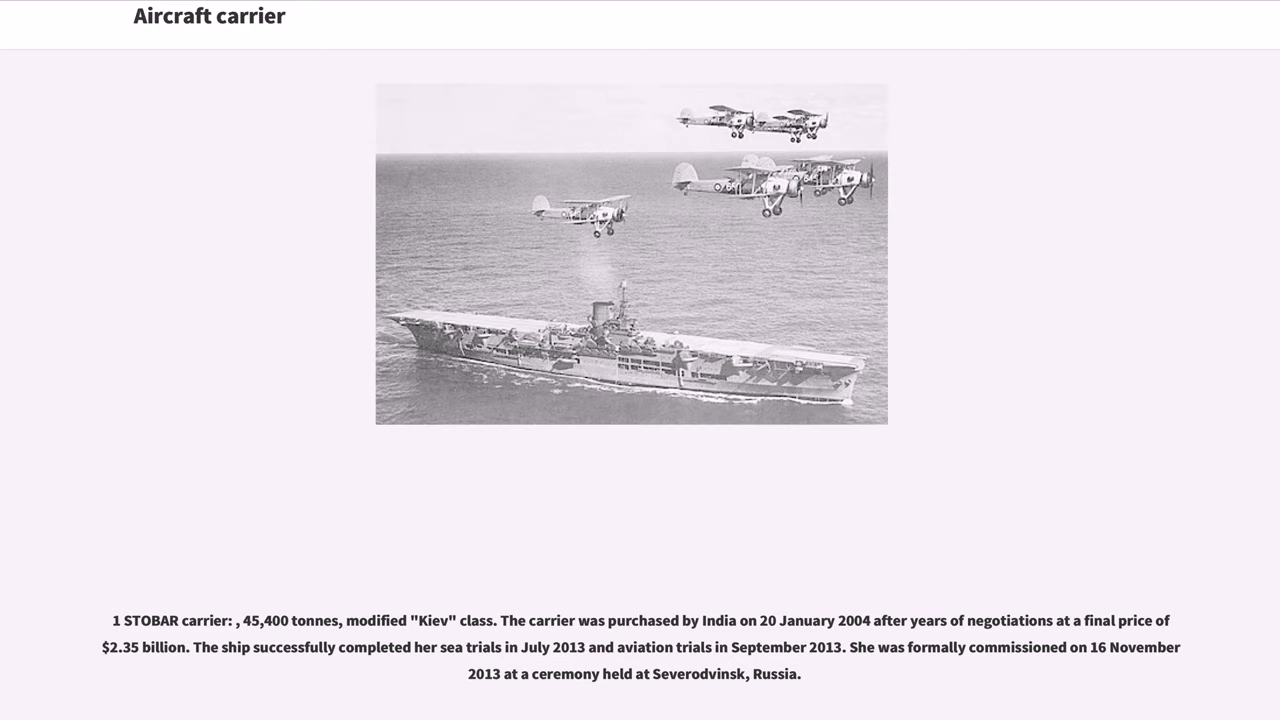 Aircraft carrier
1 STOBAR carrier: , 45,400 tonnes, modified "Kiev" class. The carrier was purchased by India on 20 January 2004 after years of negotiations at a final price of
$2.35 billion. The ship successfully completed her sea trials in July 2013 and aviation trials in September 2013. She was formally commissioned on 16 November
2013 at a ceremony held at Severodvinsk, Russia.